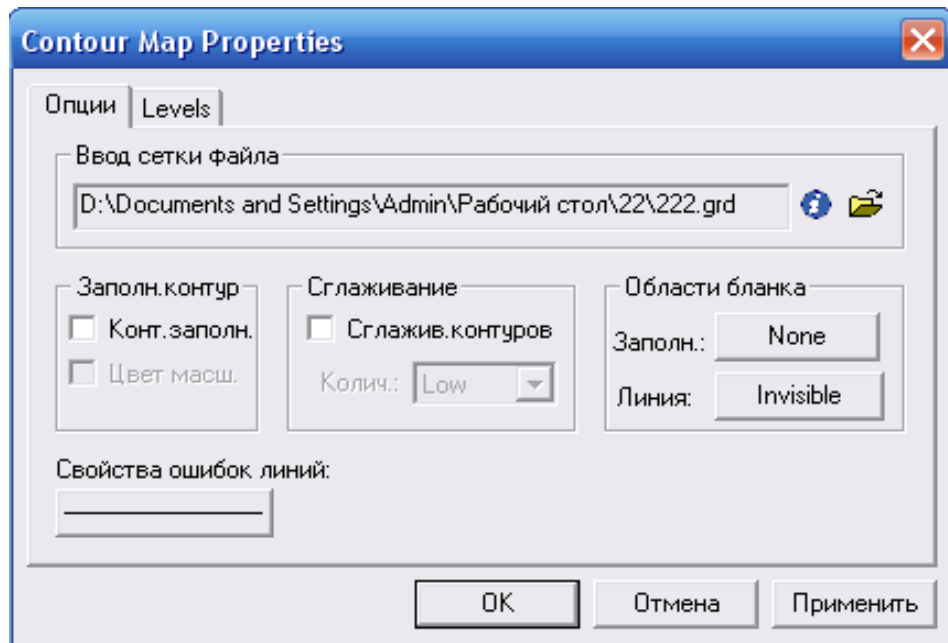 Contour Map Properties
Опции
Levels
Ввод сетки файла
D:\Documents and Settings\Admin\Рабочий стол\22\222.grd
Заполн.контур
Конт.заполн.
Цвет масш.
Сглаживание
Сглажив.контуров
Колич.: Low
Области бланка
Заполн.: None
Линия: Invisible
Свойства ошибок линий:
OK
Отмена
Применить